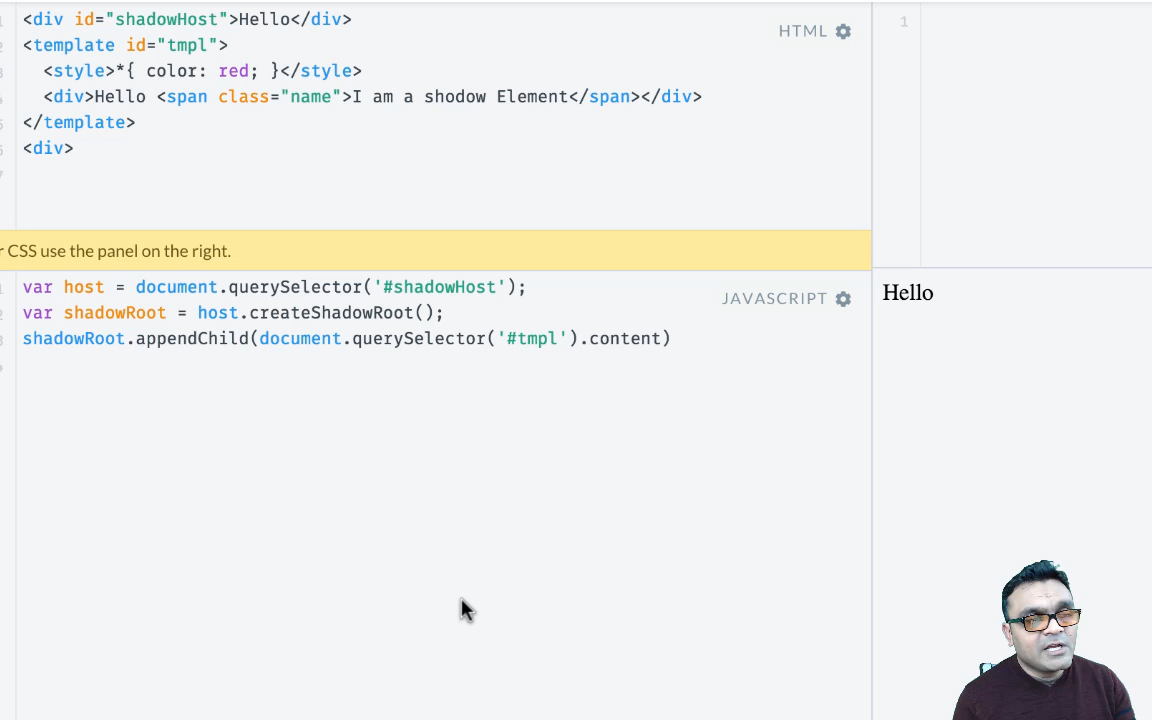 <div id="shadowHost">Hello</div>
<template id="tmpl">
<style>*{ color: red; }</style>
<div>Hello <span class="name">I am a shodow Element</span></div>
</template>
<div>
HTML
1
CSS use the panel on the right.
var host = document.querySelector('#shadowHost');
var shadowRoot = host.createShadowRoot();
shadowRoot.appendChild(document.querySelector('#tmpl').content)
JAVASCRIPT
Hello